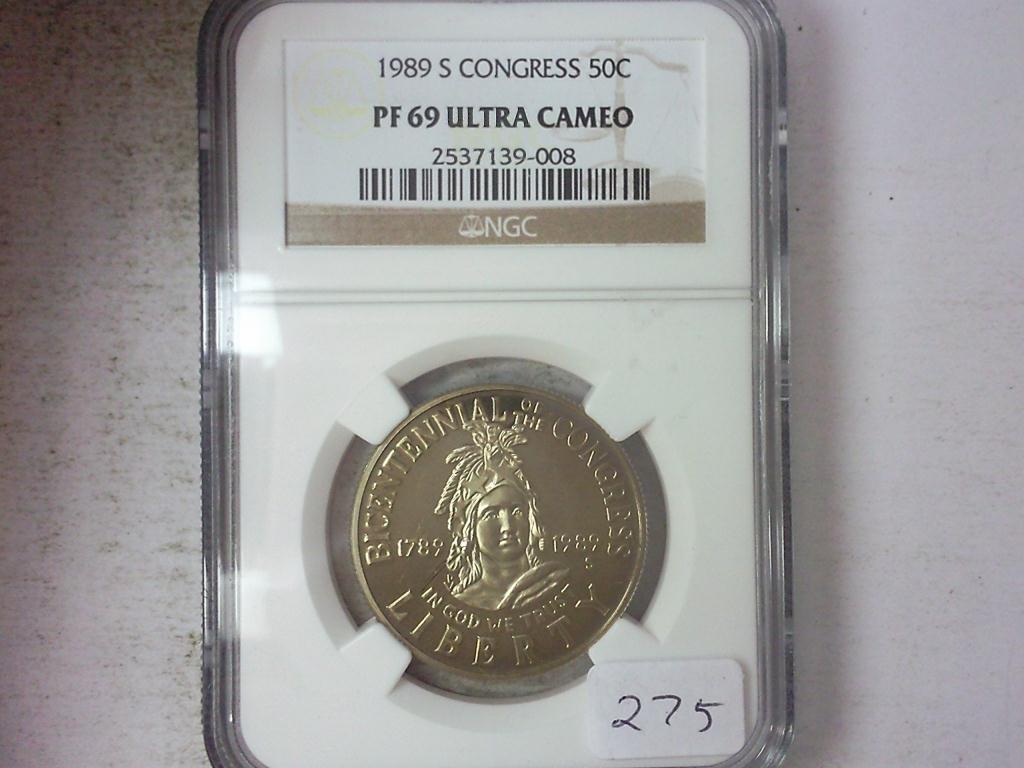 1989 S CONGRESS 50C
PF 69 ULTRA CAMEO
2537139-008
NGC
BICENTENNIAL OF THE CONGRESS
1789 1989
S
IN GOD WE TRUST
LIBERTY
275